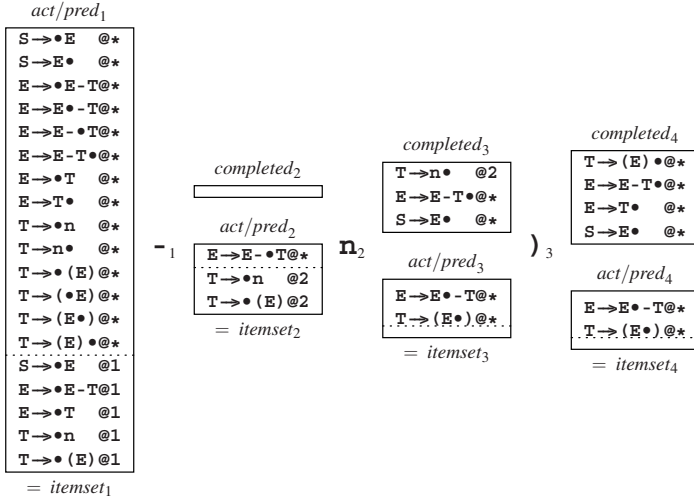 act/pred1
S→•E @*
S→E• @*
E→•E-T@*
E→E•-T@*
E→E-•T@*
E→E-T•@*
E→•T @*
E→T• @*
T→•n @*
T→n• @*
T→•(E)@*
T→(•E)@*
T→(E•)@*
T→(E)•@*
S→•E @1
E→•E-T@1
E→•T @1
T→•n @1
T→•(E)@1
= itemset1
-1
completed2
act/pred2
E→E-•T@*
T→•n @2
T→•(E)@2
= itemset2
n2
completed3
T→n• @2
E→E-T•@*
S→E• @*
act/pred3
E→E•-T@*
T→(E•)@*
= itemset3
)3
completed4
T→(E)•@*
E→E-T•@*
E→T• @*
S→E• @*
act/pred4
E→E•-T@*
T→(E•)@*
= itemset4